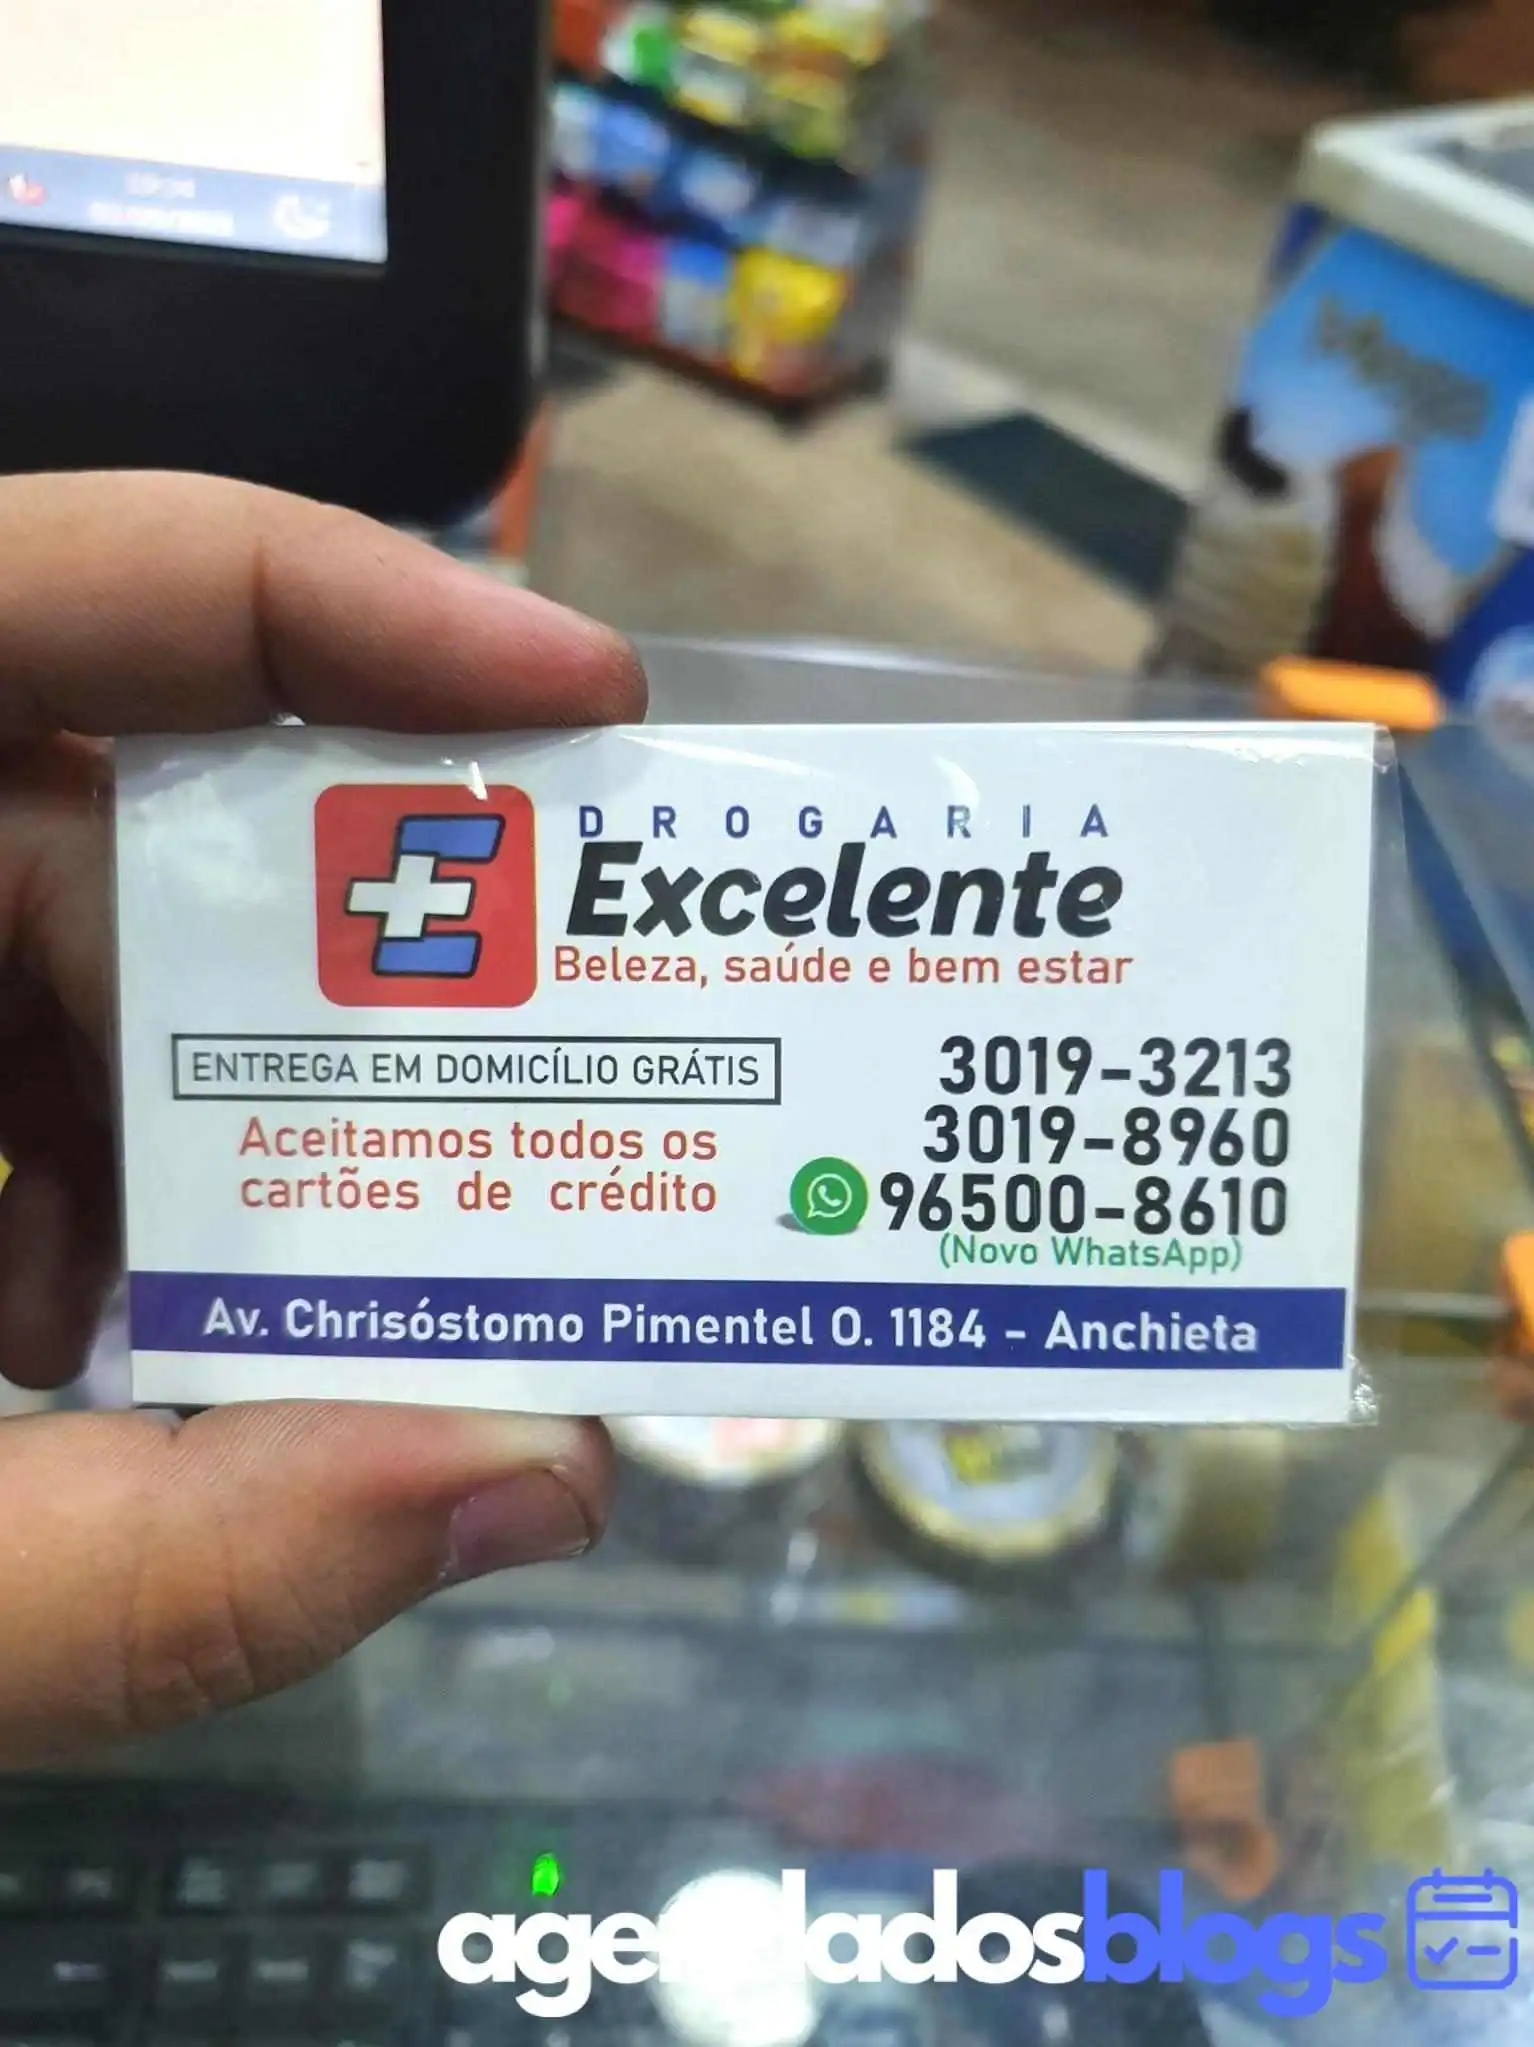 DROGARIA
Excelente
Beleza, saúde e bem estar
ENTREGA EM DOMICÍLIO GRÁTIS
Aceitamos todos os
cartões de crédito
3019-3213
3019-8960
96500-8610
(Novo WhatsApp)
Av. Chrisóstomo Pimentel O. 1184 - Anchieta
agendadosblogs